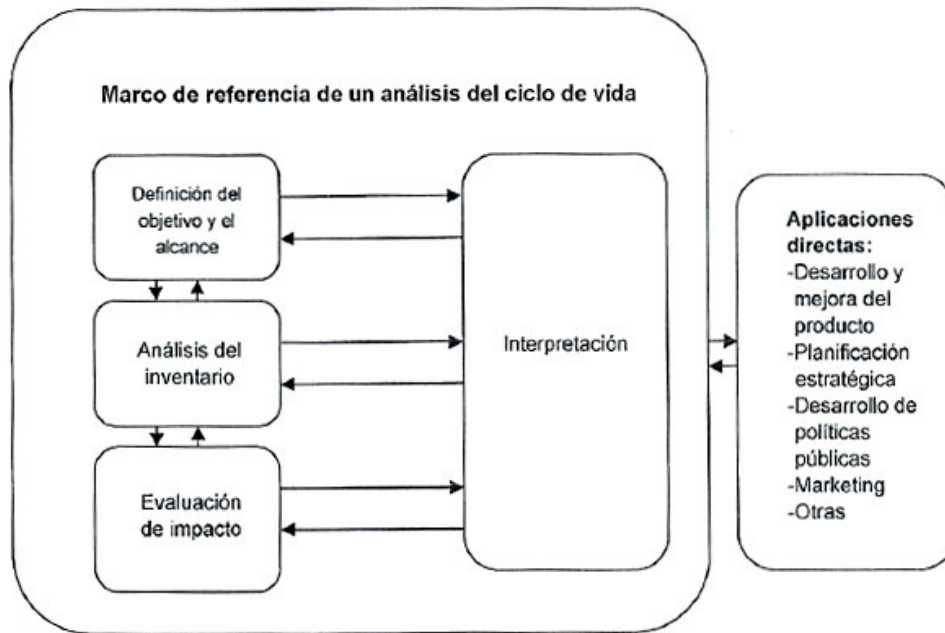 Marco de referencia de un análisis del ciclo de vida
Definición del
objetivo y el
alcance
Análisis del
inventario
Evaluación
de impacto
Interpretación
Aplicaciones
directas:
-Desarrollo y
mejora del
producto
-Planificación
estratégica
-Desarrollo de
políticas
públicas
-Marketing
-Otras